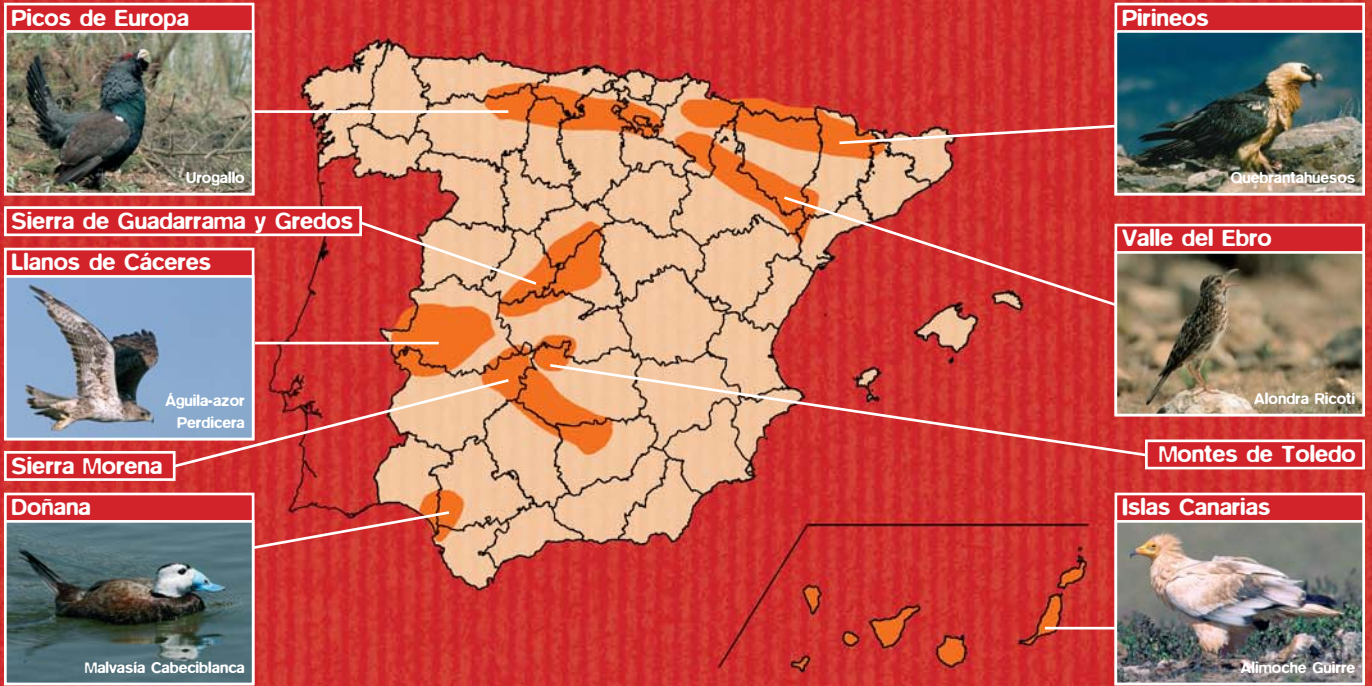 Picos de Europa
Urogallo
Sierra de Guadarrama y Gredos
Llanos de Cáceres
Águila-azor
Perdicera
Sierra Morena
Doñana
Malvasía Cabeciblanca
Pirineos
Quebrantahuesos
Valle del Ebro
Alondra Ricoti
Montes de Toledo
Islas Canarias
Alimoche Guirre